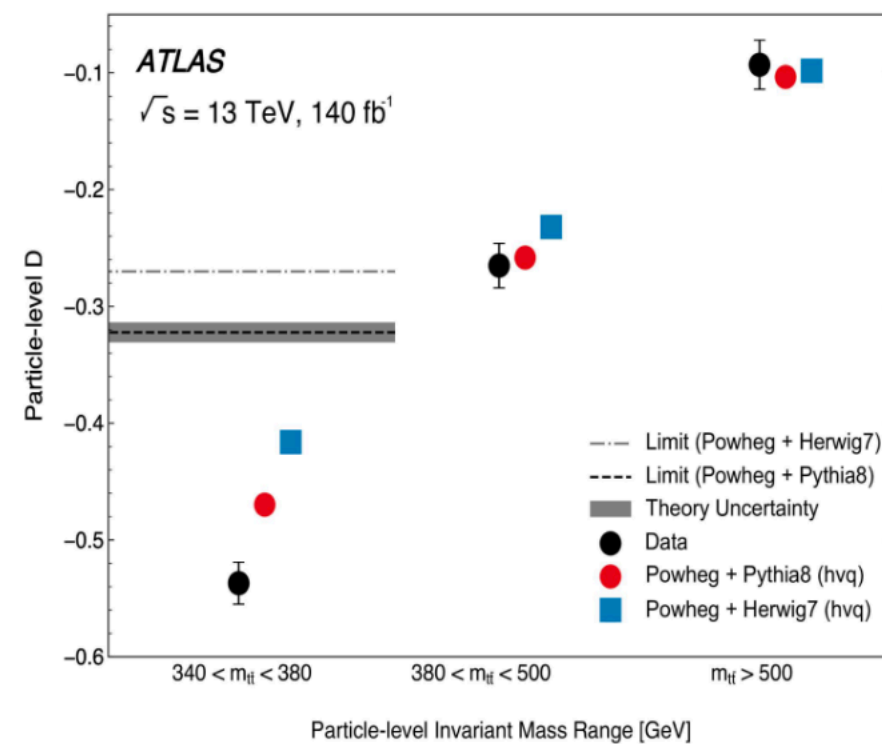 ATLAS
√s = 13 TeV, 140 fb⁻¹
Particle-level D
−0.1
−0.2
−0.3
−0.4
−0.5
−0.6
Limit (Powheg + Herwig7)
Limit (Powheg + Pythia8)
Theory Uncertainty
Data
Powheg + Pythia8 (hvq)
Powheg + Herwig7 (hvq)
340 < mtt̄ < 380
380 < mtt̄ < 500
mtt̄ > 500
Particle-level Invariant Mass Range [GeV]